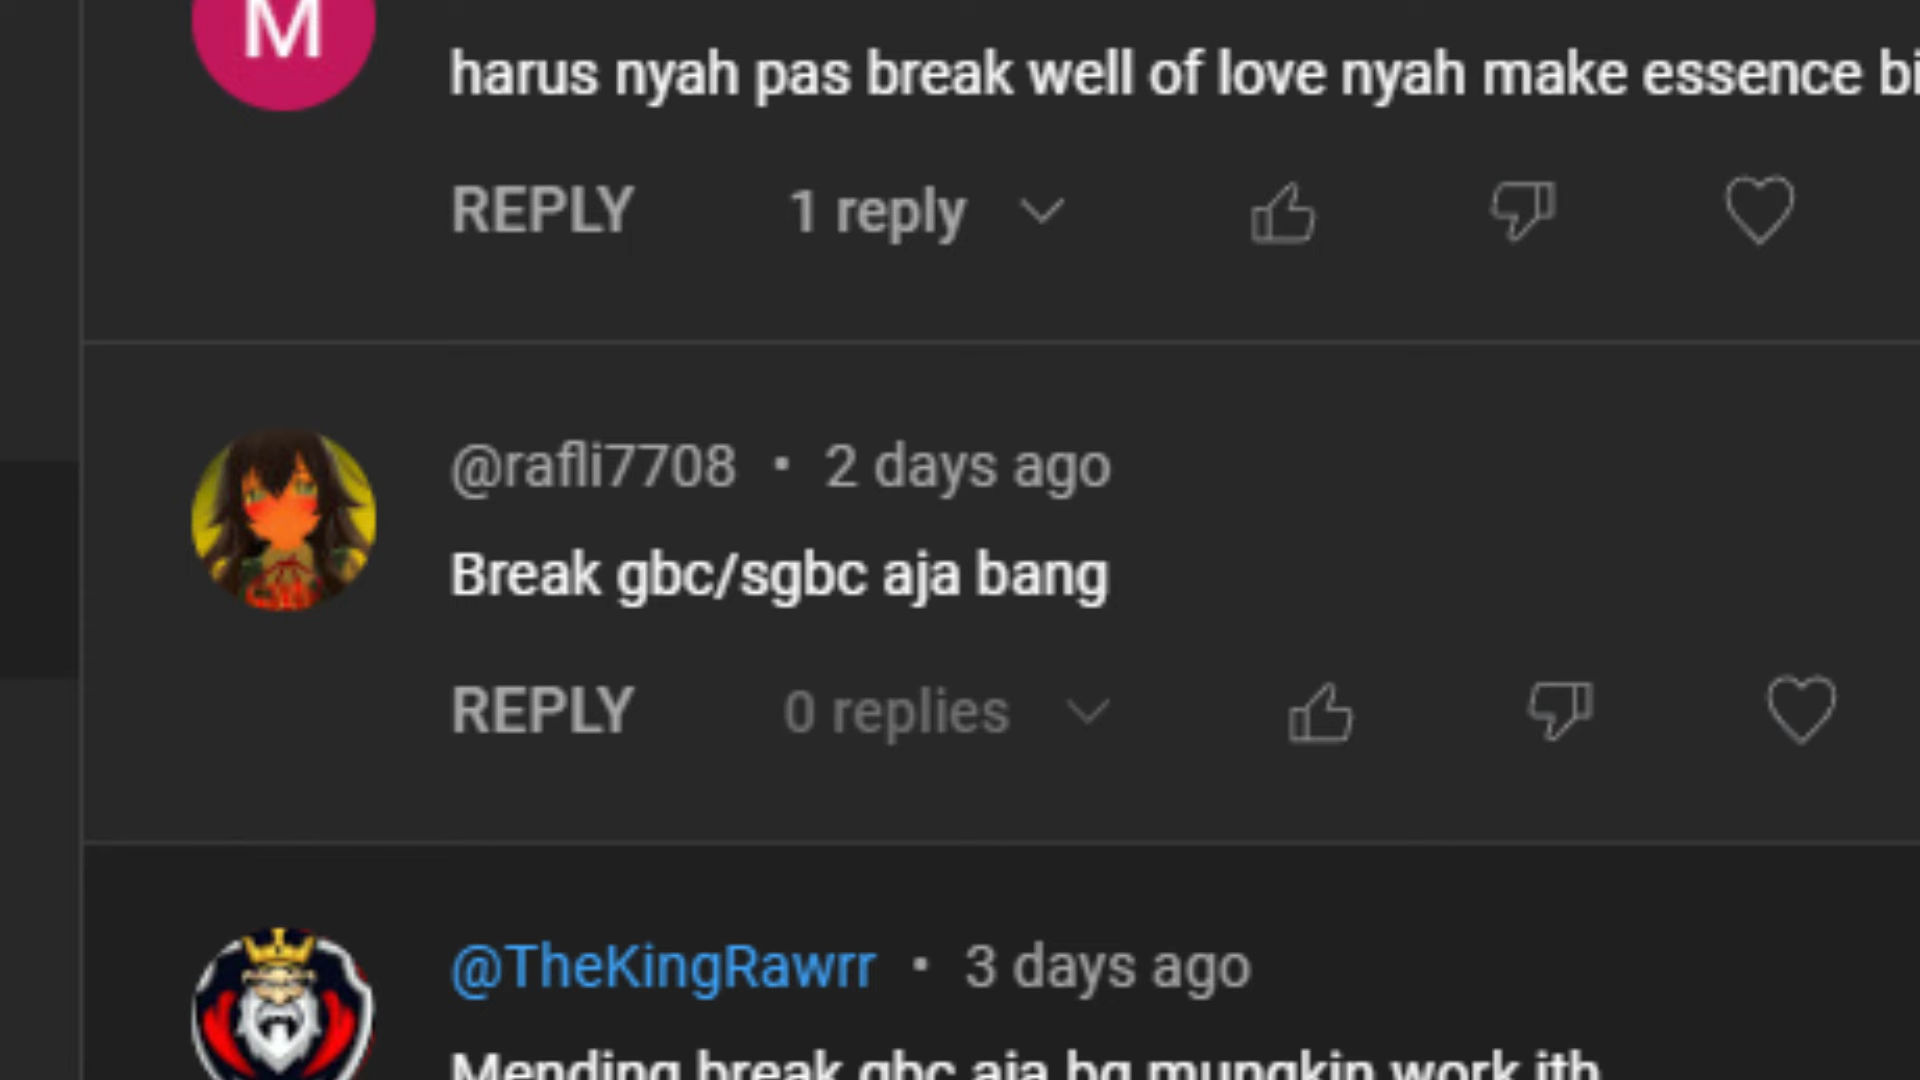 M
harus nyah pas break well of love nyah make essence bi
REPLY 1 reply
@rafli7708 • 2 days ago
Break gbc/sgbc aja bang
REPLY 0 replies
@TheKingRawrr • 3 days ago
Mending break gbc aja bg mungkin work jth